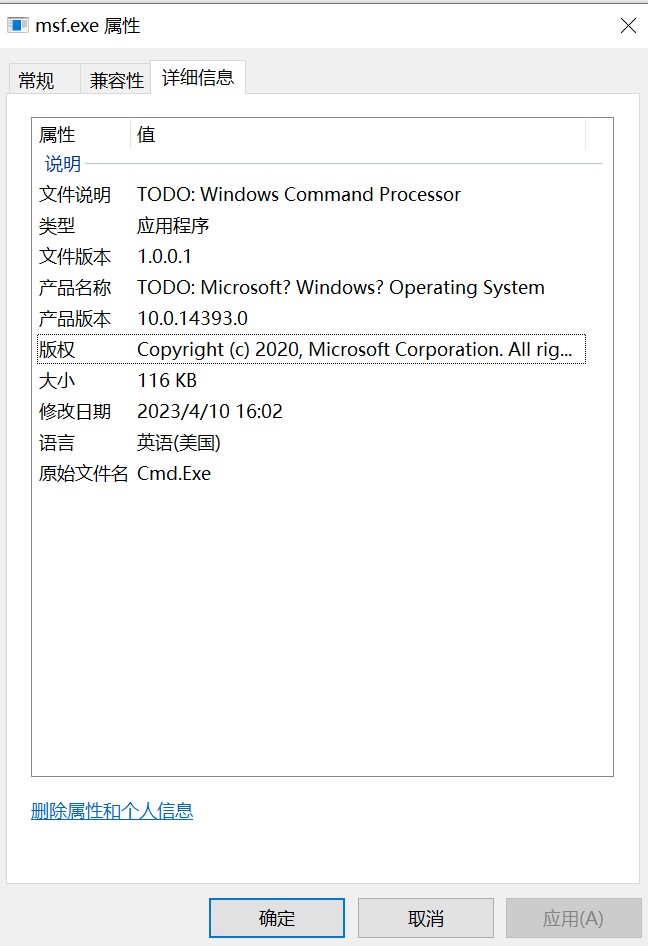 msf.exe 属性
常规 兼容性 详细信息
属性 值
说明
文件说明 TODO: Windows Command Processor
类型 应用程序
文件版本 1.0.0.1
产品名称 TODO: Microsoft? Windows? Operating System
产品版本 10.0.14393.0
版权 Copyright (c) 2020, Microsoft Corporation. All rig...
大小 116 KB
修改日期 2023/4/10 16:02
语言 英语(美国)
原始文件名 Cmd.Exe
删除属性和个人信息
确定 取消 应用(A)